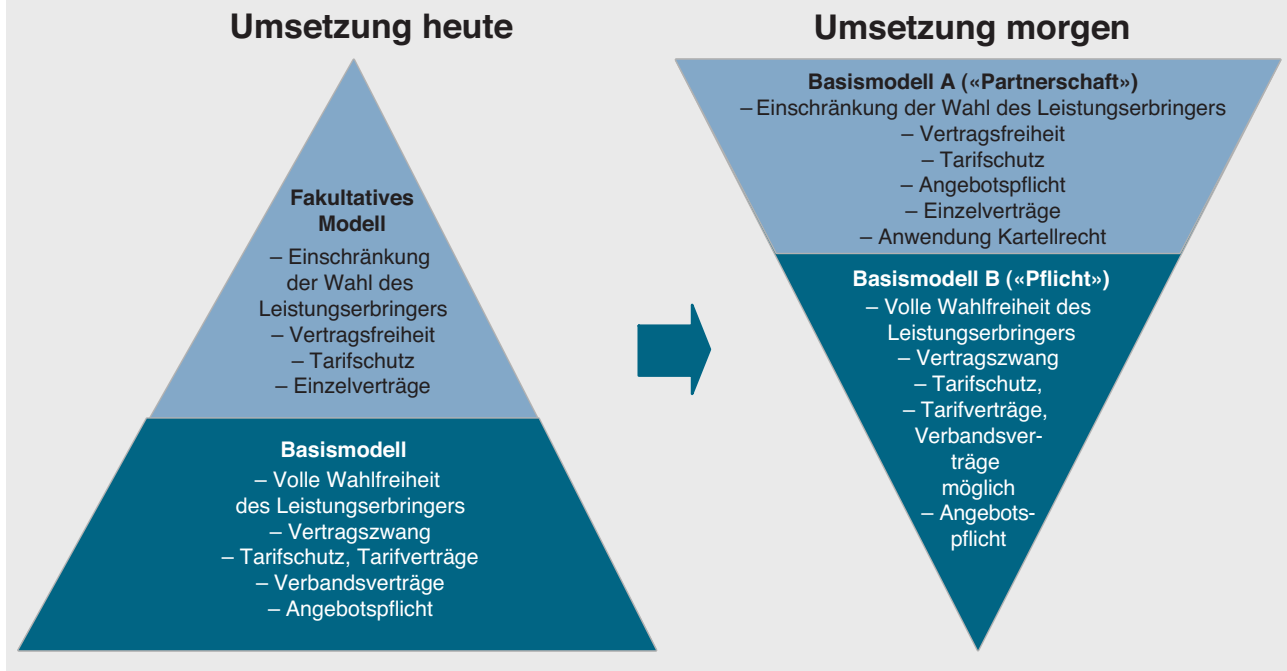 Umsetzung heute
Fakultatives
Modell
– Einschränkung
der Wahl des
Leistungserbringers
– Vertragsfreiheit
– Tarifschutz
– Einzelverträge
Basismodell
– Volle Wahlfreiheit
des Leistungserbringers
– Vertragszwang
– Tarifschutz, Tarifverträge
– Verbandsverträge
– Angebotspflicht
Umsetzung morgen
Basismodell A («Partnerschaft»)
– Einschränkung der Wahl des Leistungserbringers
– Vertragsfreiheit
– Tarifschutz
– Angebotspflicht
– Einzelverträge
– Anwendung Kartellrecht
Basismodell B («Pflicht»)
– Volle Wahlfreiheit des
Leistungserbringers
– Vertragszwang
– Tarifschutz,
– Tarifverträge,
Verbandsver-
träge
möglich
– Angebots-
pflicht